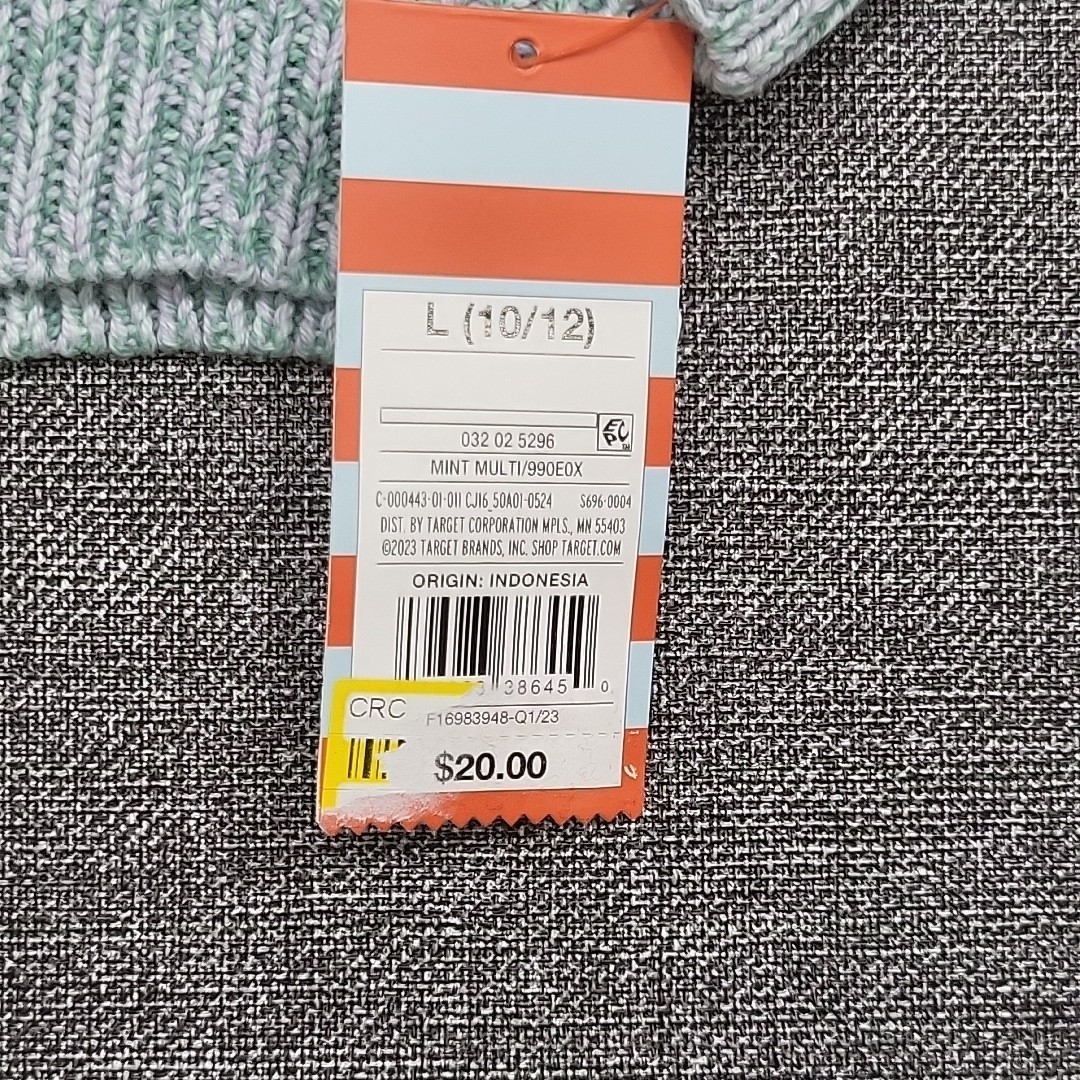 L (10/12)
032 02 5296
MINT MULTI/990E0X
C-000443-01-011 CJ16_50A01-0524 S696-0004
DIST. BY TARGET CORPORATION MPLS., MN 55403
©2023 TARGET BRANDS, INC. SHOP TARGET.COM
ORIGIN: INDONESIA
38645 0
CRC F16983948-Q1/23
$20.00